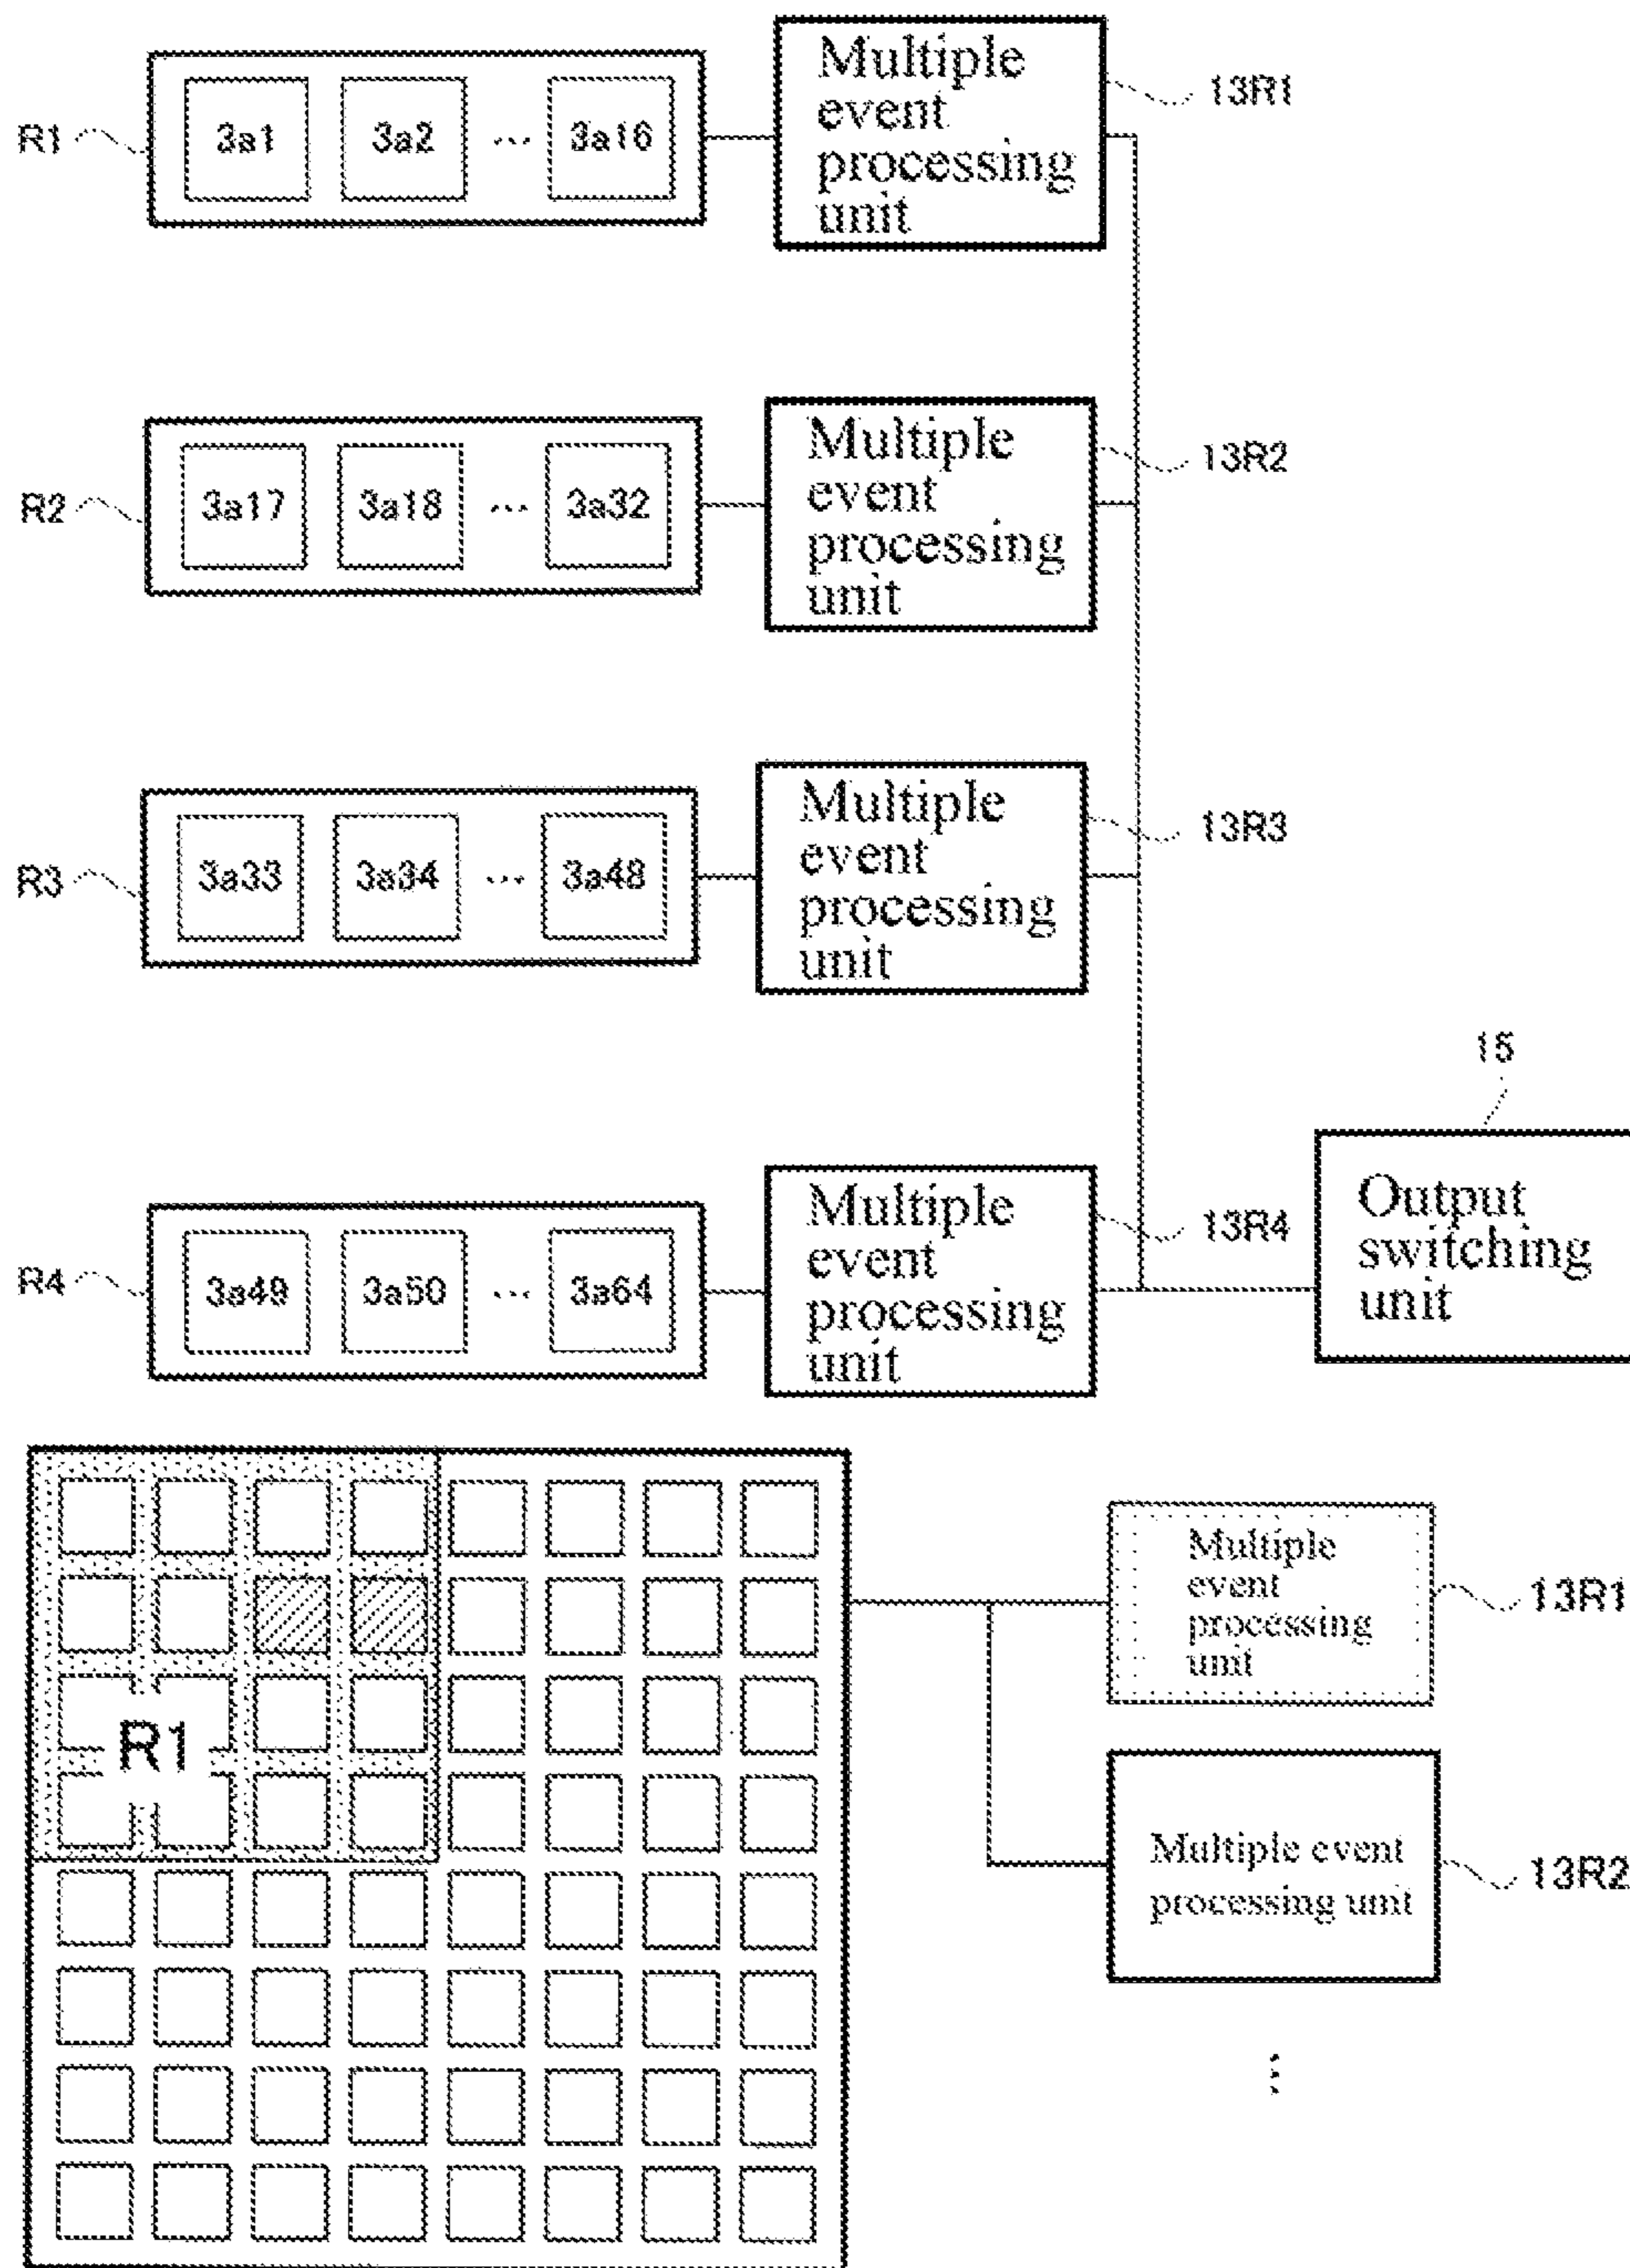 R1
3a1
3a2
...
3a16
Multiple
event
processing
unit
13R1
R2
3a17
3a18
...
3a32
Multiple
event
processing
unit
13R2
R3
3a33
3a34
...
3a48
Multiple
event
processing
unit
13R3
R4
3a49
3a50
...
3a64
Multiple
event
processing
unit
13R4
15
Output
switching
unit
R1
Multiple
event
processing
unit
13R1
Multiple event
processing unit
13R2
⋮